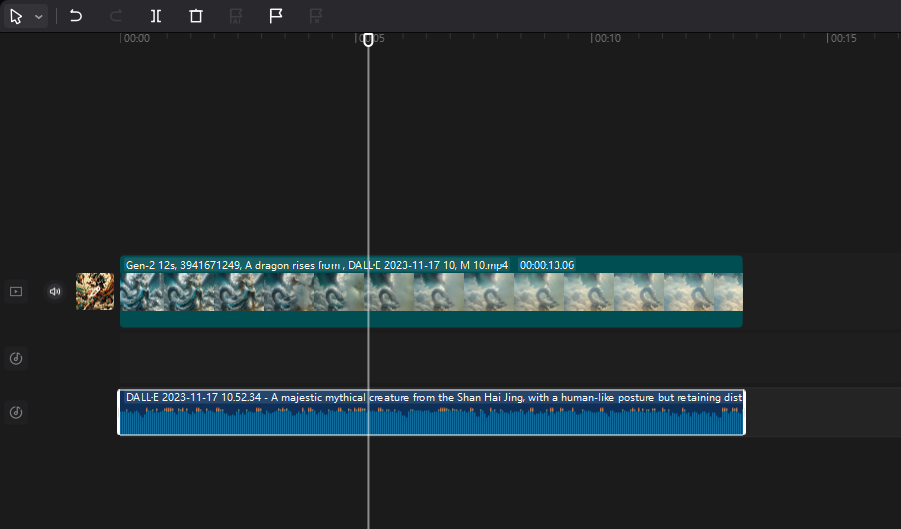 00:00
00:05
00:10
00:15
Gen-2 12s, 3941671249, A dragon rises from , DALL·E 2023-11-17 10, M 10.mp4 00:00:13:06
DALL·E 2023-11-17 10.52.34 - A majestic mythical creature from the Shan Hai Jing, with a human-like posture but retaining dist